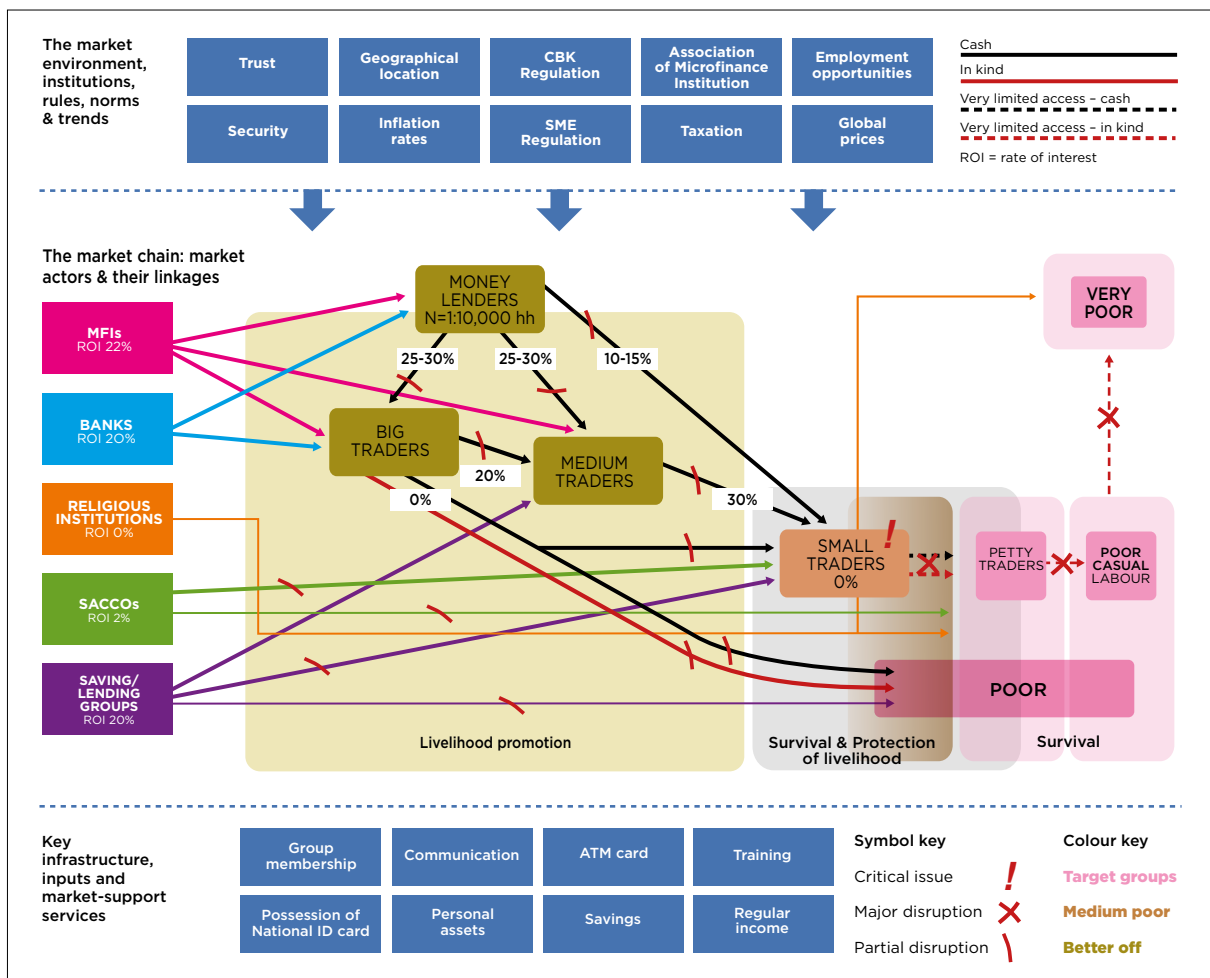 The market
environment,
institutions,
rules, norms
& trends
Trust
Geographical
location
CBK
Regulation
Association
of Microfinance
Institution
Employment
opportunities
Security
Inflation
rates
SME
Regulation
Taxation
Global
prices
Cash
In kind
Very limited access – cash
Very limited access – in kind
ROI = rate of interest
The market chain: market
actors & their linkages
MFIs
ROI 22%
BANKS
ROI 20%
RELIGIOUS
INSTITUTIONS
ROI 0%
SACCOs
ROI 2%
SAVING/
LENDING
GROUPS
ROI 20%
MONEY
LENDERS
N=1:10,000 hh
25-30%
25-30%
10-15%
BIG
TRADERS
20%
0%
MEDIUM
TRADERS
30%
SMALL
TRADERS
0%
!
PETTY
TRADERS
POOR
CASUAL
LABOUR
VERY
POOR
POOR
Livelihood promotion
Survival & Protection
of livelihood
Survival
Key
infrastructure,
inputs and
market-support
services
Group
membership
Communication
ATM card
Training
Possession of
National ID card
Personal
assets
Savings
Regular
income
Symbol key
Critical issue !
Major disruption
Partial disruption
Colour key
Target groups
Medium poor
Better off